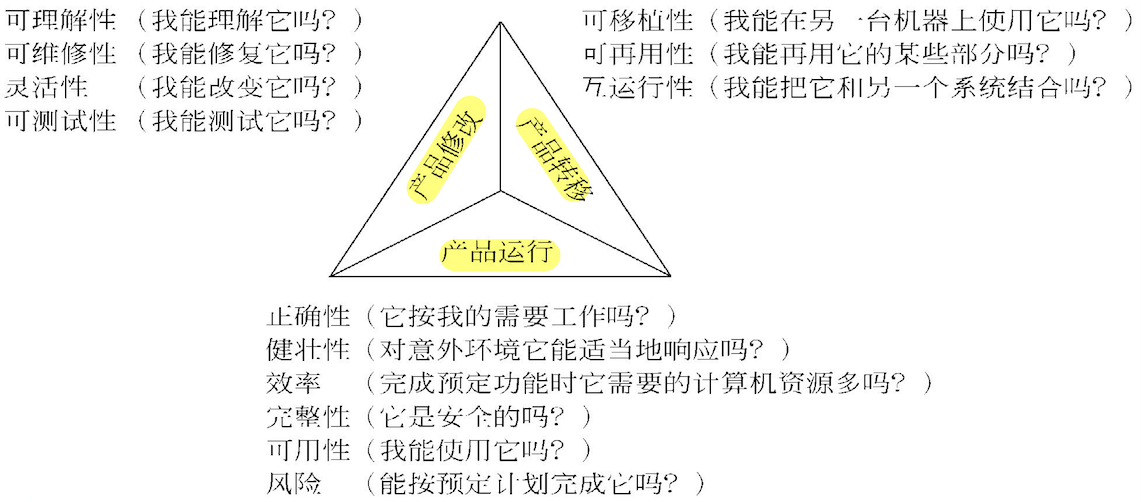 可理解性（我能理解它吗？）
可维修性（我能修复它吗？）
灵活性 （我能改变它吗？）
可测试性（我能测试它吗？）
可移植性（我能在另一台机器上使用它吗？）
可再用性（我能再用它的某些部分吗？）
互运行性（我能把它和另一个系统结合吗？）
产品修改
产品转移
产品运行
正确性（它按我的需要工作吗？）
健壮性（对意外环境它能适当地响应吗？）
效率 （完成预定功能时它需要的计算机资源多吗？）
完整性（它是安全的吗？）
可用性（我能使用它吗？）
风险 （能按预定计划完成它吗？）